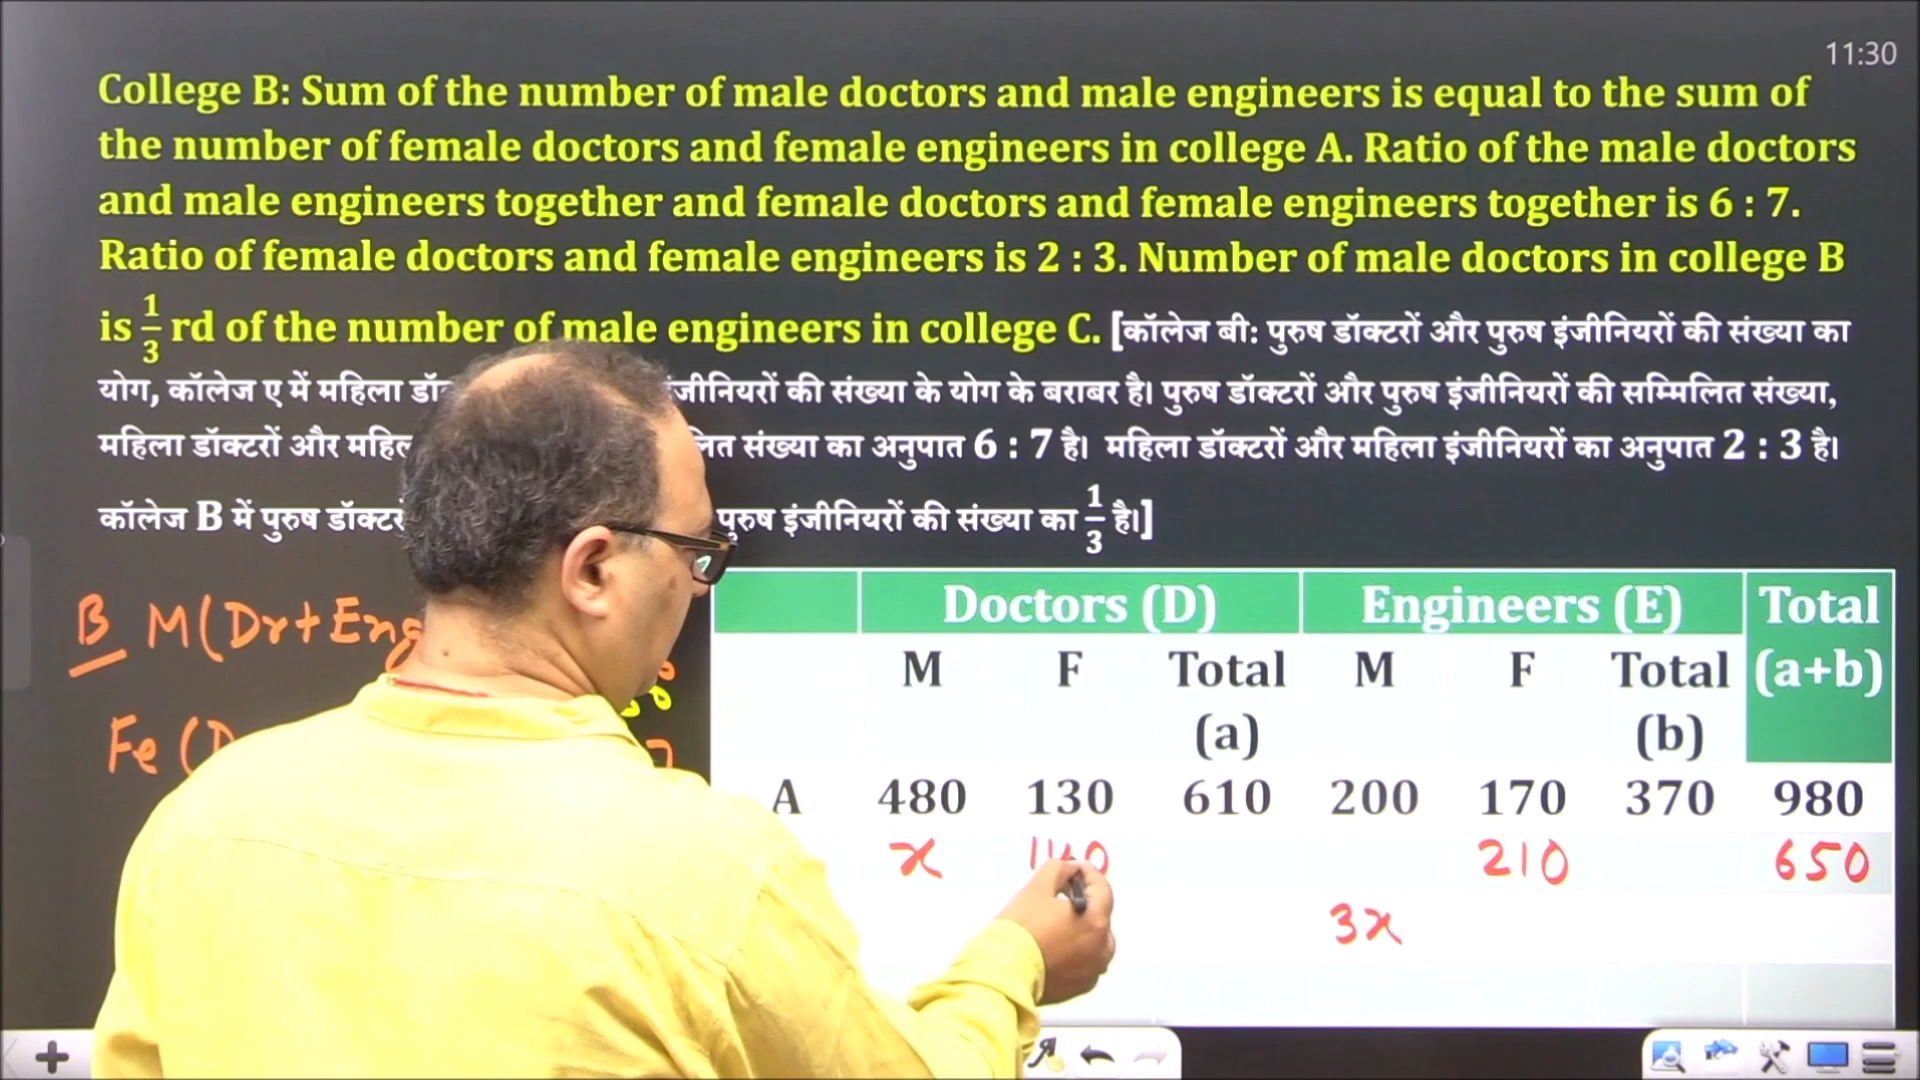 11:30
College B: Sum of the number of male doctors and male engineers is equal to the sum of
the number of female doctors and female engineers in college A. Ratio of the male doctors
and male engineers together and female doctors and female engineers together is 6 : 7.
Ratio of female doctors and female engineers is 2 : 3. Number of male doctors in college B
is 1/3 rd of the number of male engineers in college C. [कॉलेज बी: पुरुष डॉक्टरों और पुरुष इंजीनियरों की संख्या का
योग, कॉलेज ए में महिला डॉ जीनियरों की संख्या के योग के बराबर है। पुरुष डॉक्टरों और पुरुष इंजीनियरों की सम्मिलित संख्या,
महिला डॉक्टरों और महिल त संख्या का अनुपात 6 : 7 है। महिला डॉक्टरों और महिला इंजीनियरों का अनुपात 2 : 3 है।
कॉलेज B में पुरुष डॉक्टर पुरुष इंजीनियरों की संख्या का 1/3 है।]
B M(Dr+Eng
Fe (D
Doctors (D) Engineers (E) Total
M F Total M F Total (a+b)
(a) (b)
A 480 130 610 200 170 370 980
x 140 210 650
3x